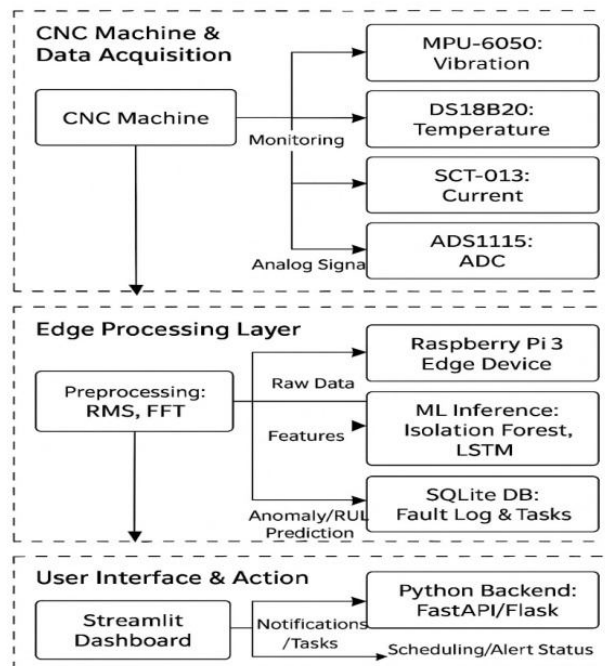 CNC Machine &
Data Acquisition
CNC Machine
Monitoring
Analog Signa
MPU-6050:
Vibration
DS18B20:
Temperature
SCT-013:
Current
ADS1115:
ADC
Edge Processing Layer
Preprocessing:
RMS, FFT
Raw Data
Features
Anomaly/RUL
Prediction
Raspberry Pi 3
Edge Device
ML Inference:
Isolation Forest,
LSTM
SQLite DB:
Fault Log & Tasks
User Interface & Action
Streamlit
Dashboard
Notifications
/Tasks
Python Backend:
FastAPI/Flask
Scheduling/Alert Status